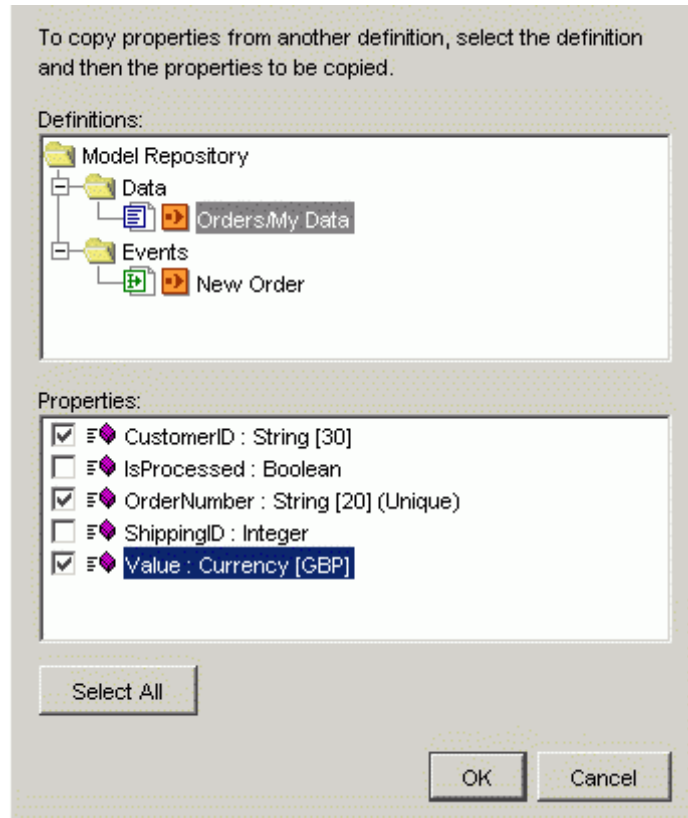 To copy properties from another definition, select the definition
and then the properties to be copied.
Definitions:
Model Repository
Data
Orders/My Data
Events
New Order
Properties:
CustomerID : String [30]
IsProcessed : Boolean
OrderNumber : String [20] (Unique)
ShippingID : Integer
Value : Currency [GBP]
Select All
OK
Cancel